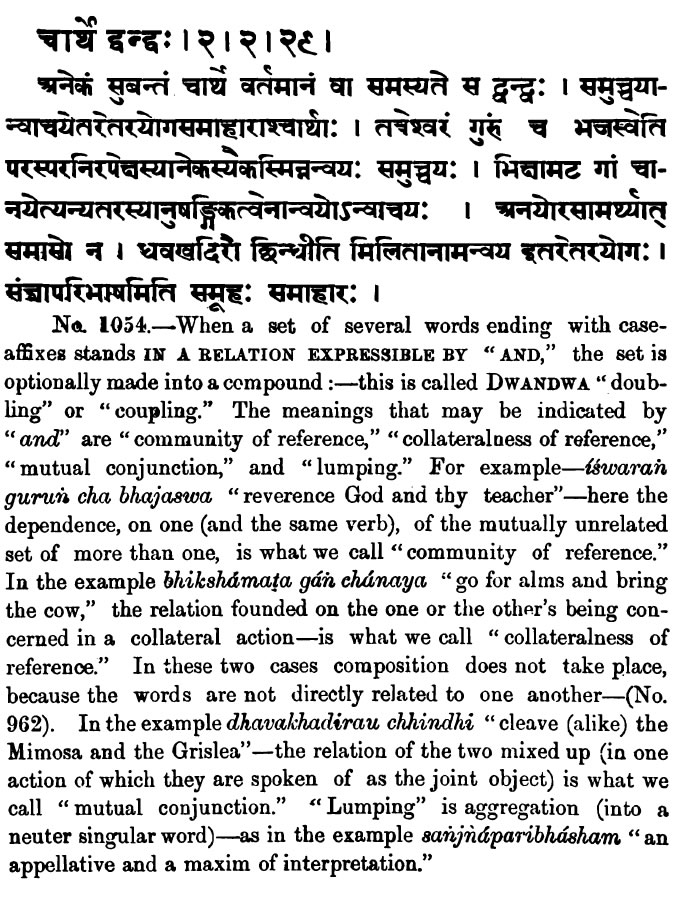 चार्थे द्वन्द्वः । २ । २ । २९ ।
अनेकं सुबन्तं चार्थे वर्तमानं वा समस्यते स द्वन्द्वः । समुच्चया-
न्वाचयेतरेतरयोगसमाहाराश्चार्थाः । तचेश्वरं गुरुं च भजस्वेति
परस्परनिरपेक्षस्यानेकस्यैकस्मिन्नन्वयः समुच्चयः । भिक्षामट गां चा-
नयेत्यन्यतरस्यानुषङ्गिकत्वेनान्वयोऽन्वाचयः । अनयोरसामर्थ्यात्
समासो न । धवखदिरौ छिन्धीति मिलितानामन्वय इतरेतरयोगः ।
संज्ञापरिभाषमिति समूहः समाहारः ।
No. 1054.—When a set of several words ending with case-
affixes stands IN A RELATION EXPRESSIBLE BY “AND,” the set is
optionally made into a compound :—this is called DWANDWA “doub-
ling” or “coupling.” The meanings that may be indicated by
“and” are “community of reference,” “collateralness of reference,”
“mutual conjunction,” and “lumping.” For example—íśwaraṅ
guruṅ cha bhajaswa “reverence God and thy teacher”—here the
dependence, on one (and the same verb), of the mutually unrelated
set of more than one, is what we call “community of reference.”
In the example bhikshámaṭa gáṅ chánaya “go for alms and bring
the cow,” the relation founded on the one or the other’s being con-
cerned in a collateral action—is what we call “collateralness of
reference.” In these two cases composition does not take place,
because the words are not directly related to one another—(No.
962). In the example dhavakhadirau chhindhi “cleave (alike) the
Mimosa and the Grislea”—the relation of the two mixed up (in one
action of which they are spoken of as the joint object) is what we
call “mutual conjunction.” “Lumping” is aggregation (into a
neuter singular word)—as in the example saṅjṅáparibhásham “an
appellative and a maxim of interpretation.”